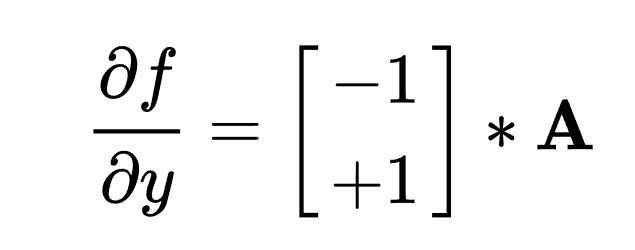 ∂f/∂y = [−1; +1] ∗ A